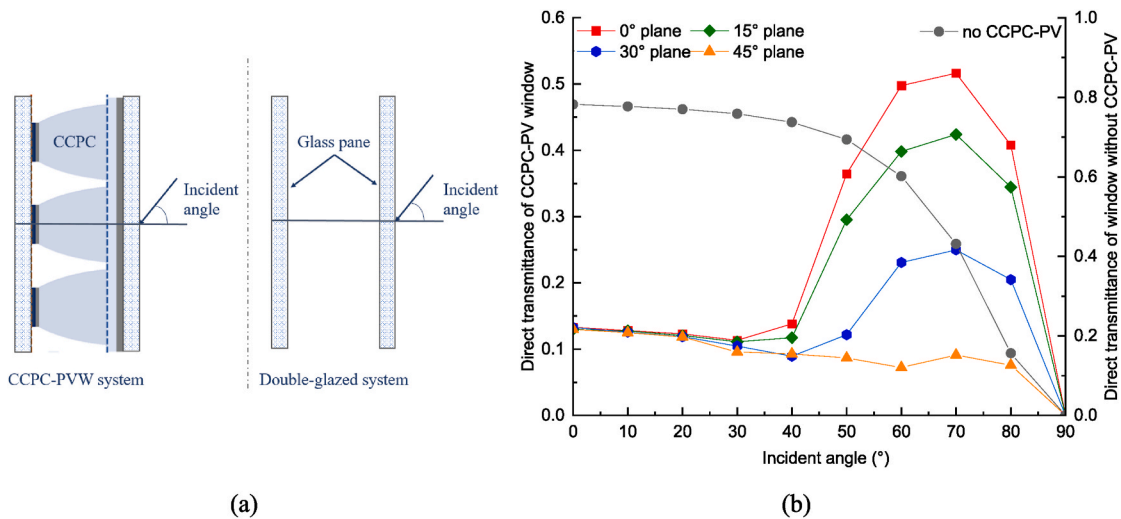 CCPC
Incident
angle
CCPC-PVW system
Glass pane
Incident
angle
Double-glazed system
(a)
0° plane
15° plane
30° plane
45° plane
no CCPC-PV
Direct transmittance of CCPC-PV window
0.6
0.5
0.4
0.3
0.2
0.1
0.0
Direct transmittance of window without CCPC-PV
1.0
0.8
0.6
0.4
0.2
0.0
0 10 20 30 40 50 60 70 80 90
Incident angle (°)
(b)